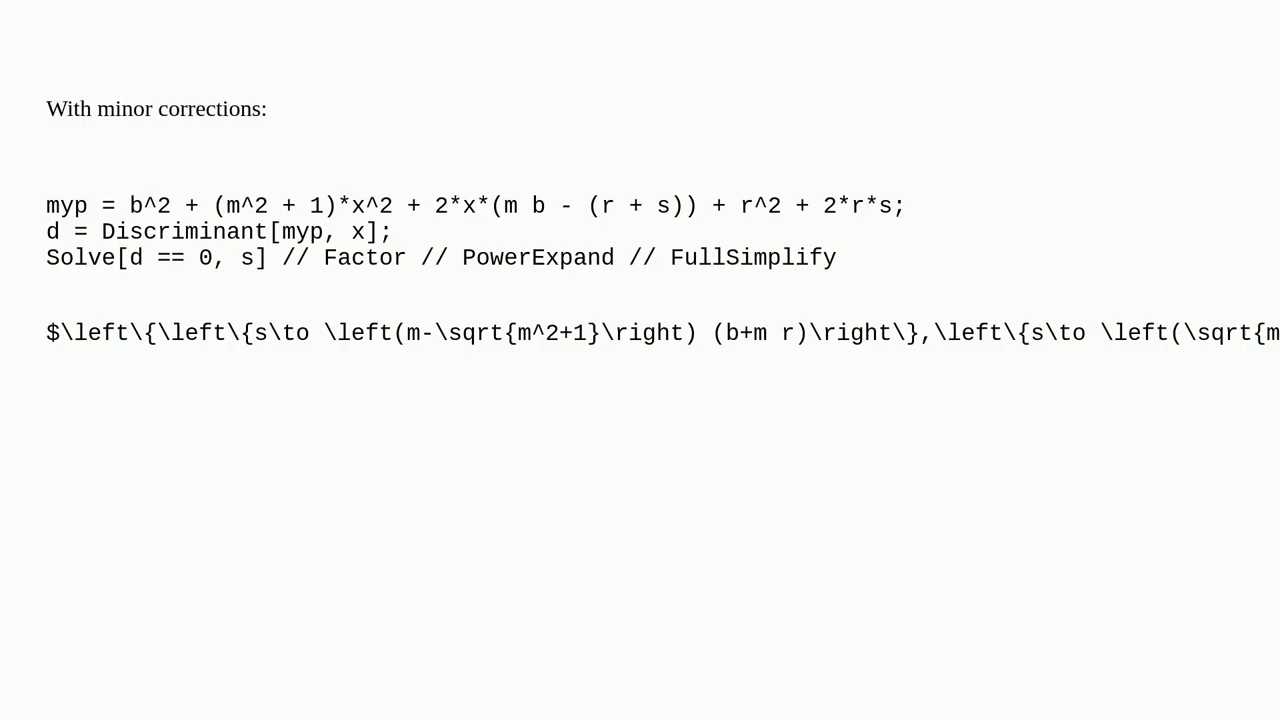 With minor corrections:
myp = b^2 + (m^2 + 1)*x^2 + 2*x*(m b - (r + s)) + r^2 + 2*r*s;
d = Discriminant[myp, x];
Solve[d == 0, s] // Factor // PowerExpand // FullSimplify
$\left\{\left\{s\to \left(m-\sqrt{m^2+1}\right) (b+m r)\right\},\left\{s\to \left(\sqrt{m